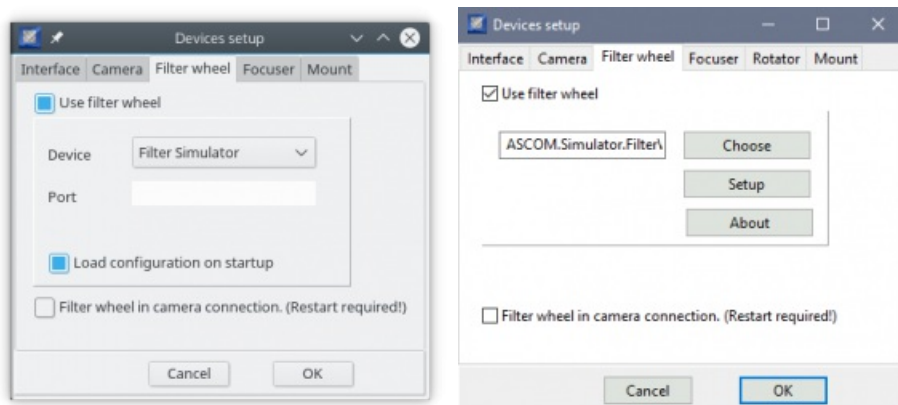 Devices setup
Interface Camera Filter wheel Focuser Mount
Use filter wheel
Device Filter Simulator
Port
Load configuration on startup
Filter wheel in camera connection. (Restart required!)
Cancel OK
Devices setup
Interface Camera Filter wheel Focuser Rotator Mount
Use filter wheel
ASCOM.Simulator.Filter\ Choose
Setup
About
Filter wheel in camera connection. (Restart required!)
Cancel OK